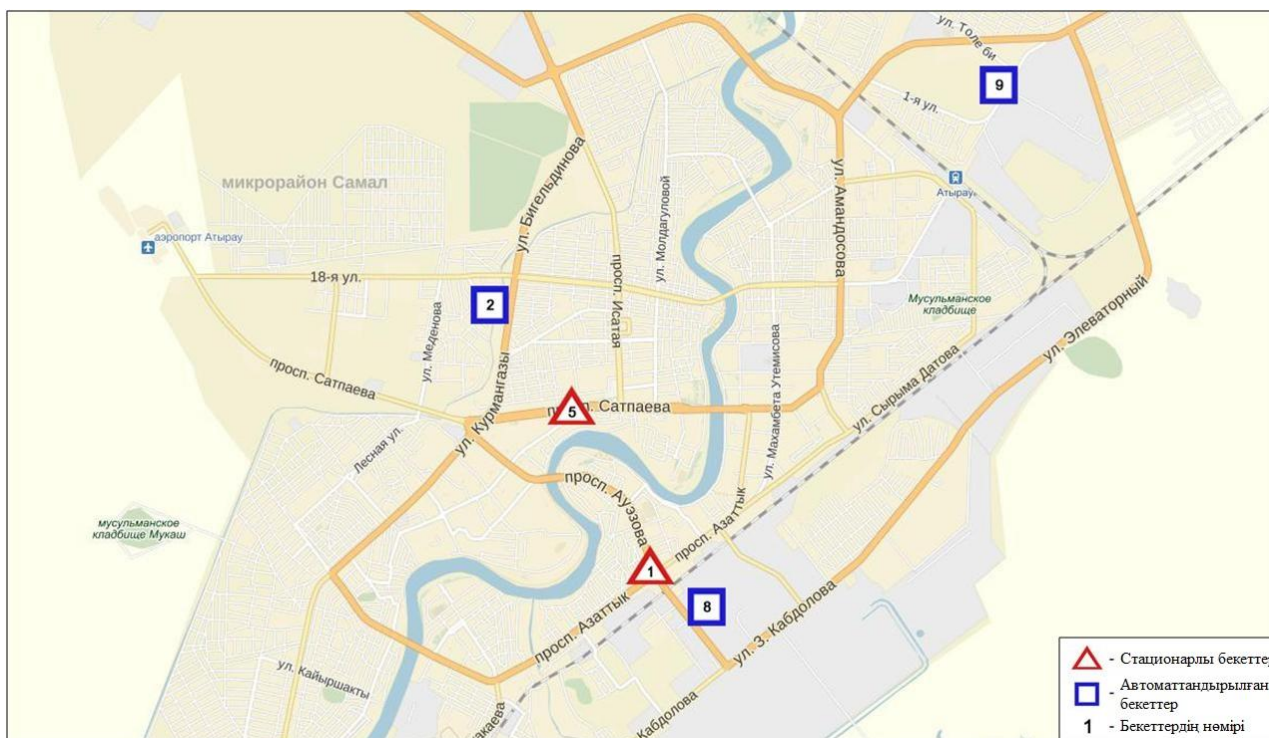 ул. Толе би
9
1-я ул.
микрорайон Самал
ул. Бигельдинова
ул. Молдагуловой
ул. Амандосова
Атырау
аэропорт Атырау
18-я ул.
просп. Исатая
2
Мусульманское
кладбище
ул. Элеваторный
ул. Меденова
ул. Махамбета Утемисова
ул. Сырыма Датова
просп. Сатпаева
ул. Курмангазы
5
просп. Сатпаева
Лесная ул.
просп. Ауэзова
просп. Азаттык
мусульманское
кладбище Мукаш
1
8
просп. Азаттык
ул. З. Кабдолова
ул. Кайыршакты
Кабдолова
- Стационарлы бекеттер
- Автоматтандырылған
бекеттер
1 - Бекеттердің нөмірі